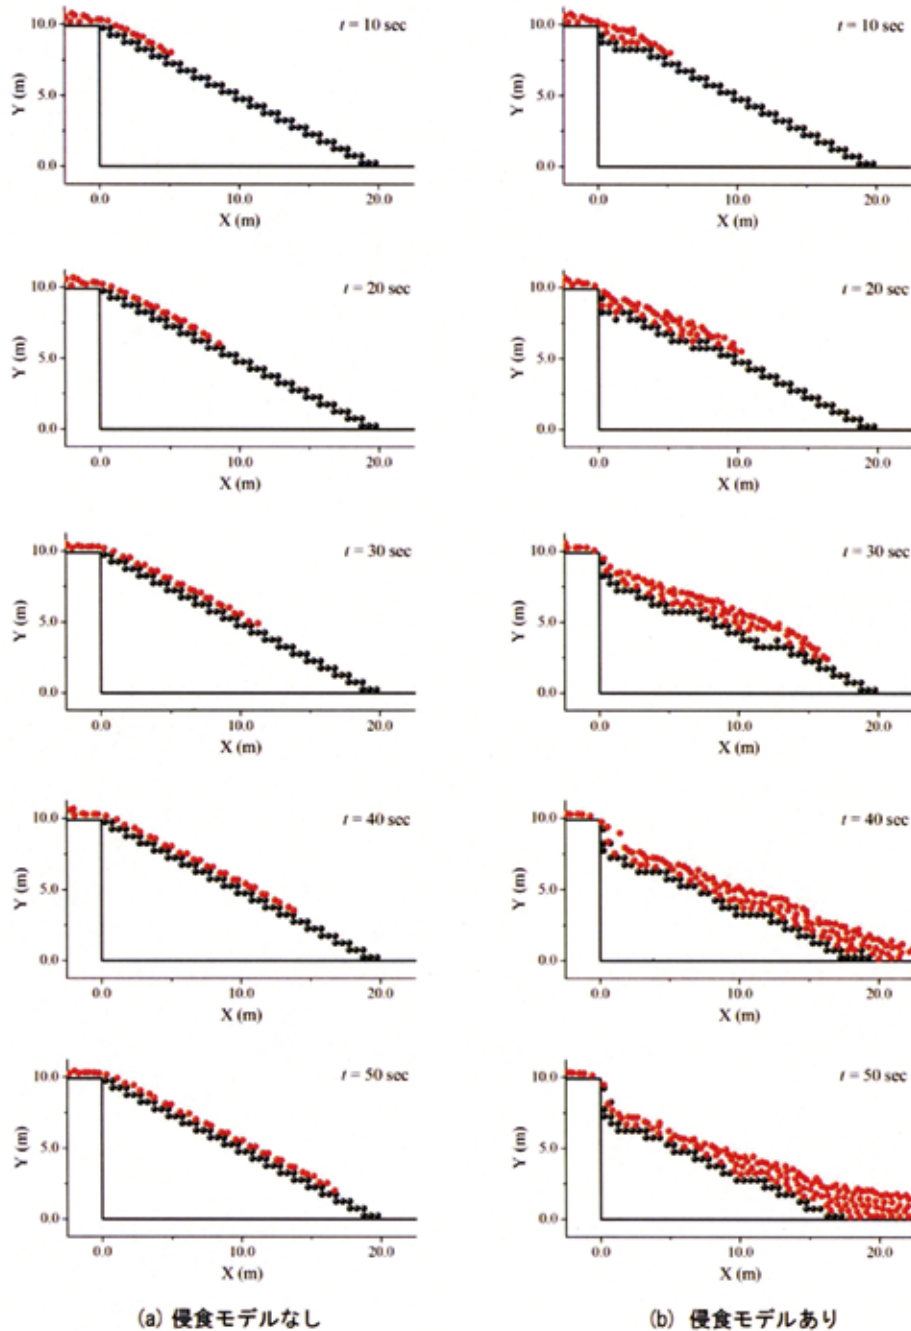 t = 10 sec
10.0
5.0
0.0
Y (m)
0.0 10.0 20.0
X (m)
t = 10 sec
10.0
5.0
0.0
Y (m)
0.0 10.0 20.0
X (m)
t = 20 sec
10.0
5.0
0.0
Y (m)
0.0 10.0 20.0
X (m)
t = 20 sec
10.0
5.0
0.0
Y (m)
0.0 10.0 20.0
X (m)
t = 30 sec
10.0
5.0
0.0
Y (m)
0.0 10.0 20.0
X (m)
t = 30 sec
10.0
5.0
0.0
Y (m)
0.0 10.0 20.0
X (m)
t = 40 sec
10.0
5.0
0.0
Y (m)
0.0 10.0 20.0
X (m)
t = 40 sec
10.0
5.0
0.0
Y (m)
0.0 10.0 20.0
X (m)
t = 50 sec
10.0
5.0
0.0
Y (m)
0.0 10.0 20.0
X (m)
t = 50 sec
10.0
5.0
0.0
Y (m)
0.0 10.0 20.0
X (m)
(a) 侵食モデルなし
(b) 侵食モデルあり